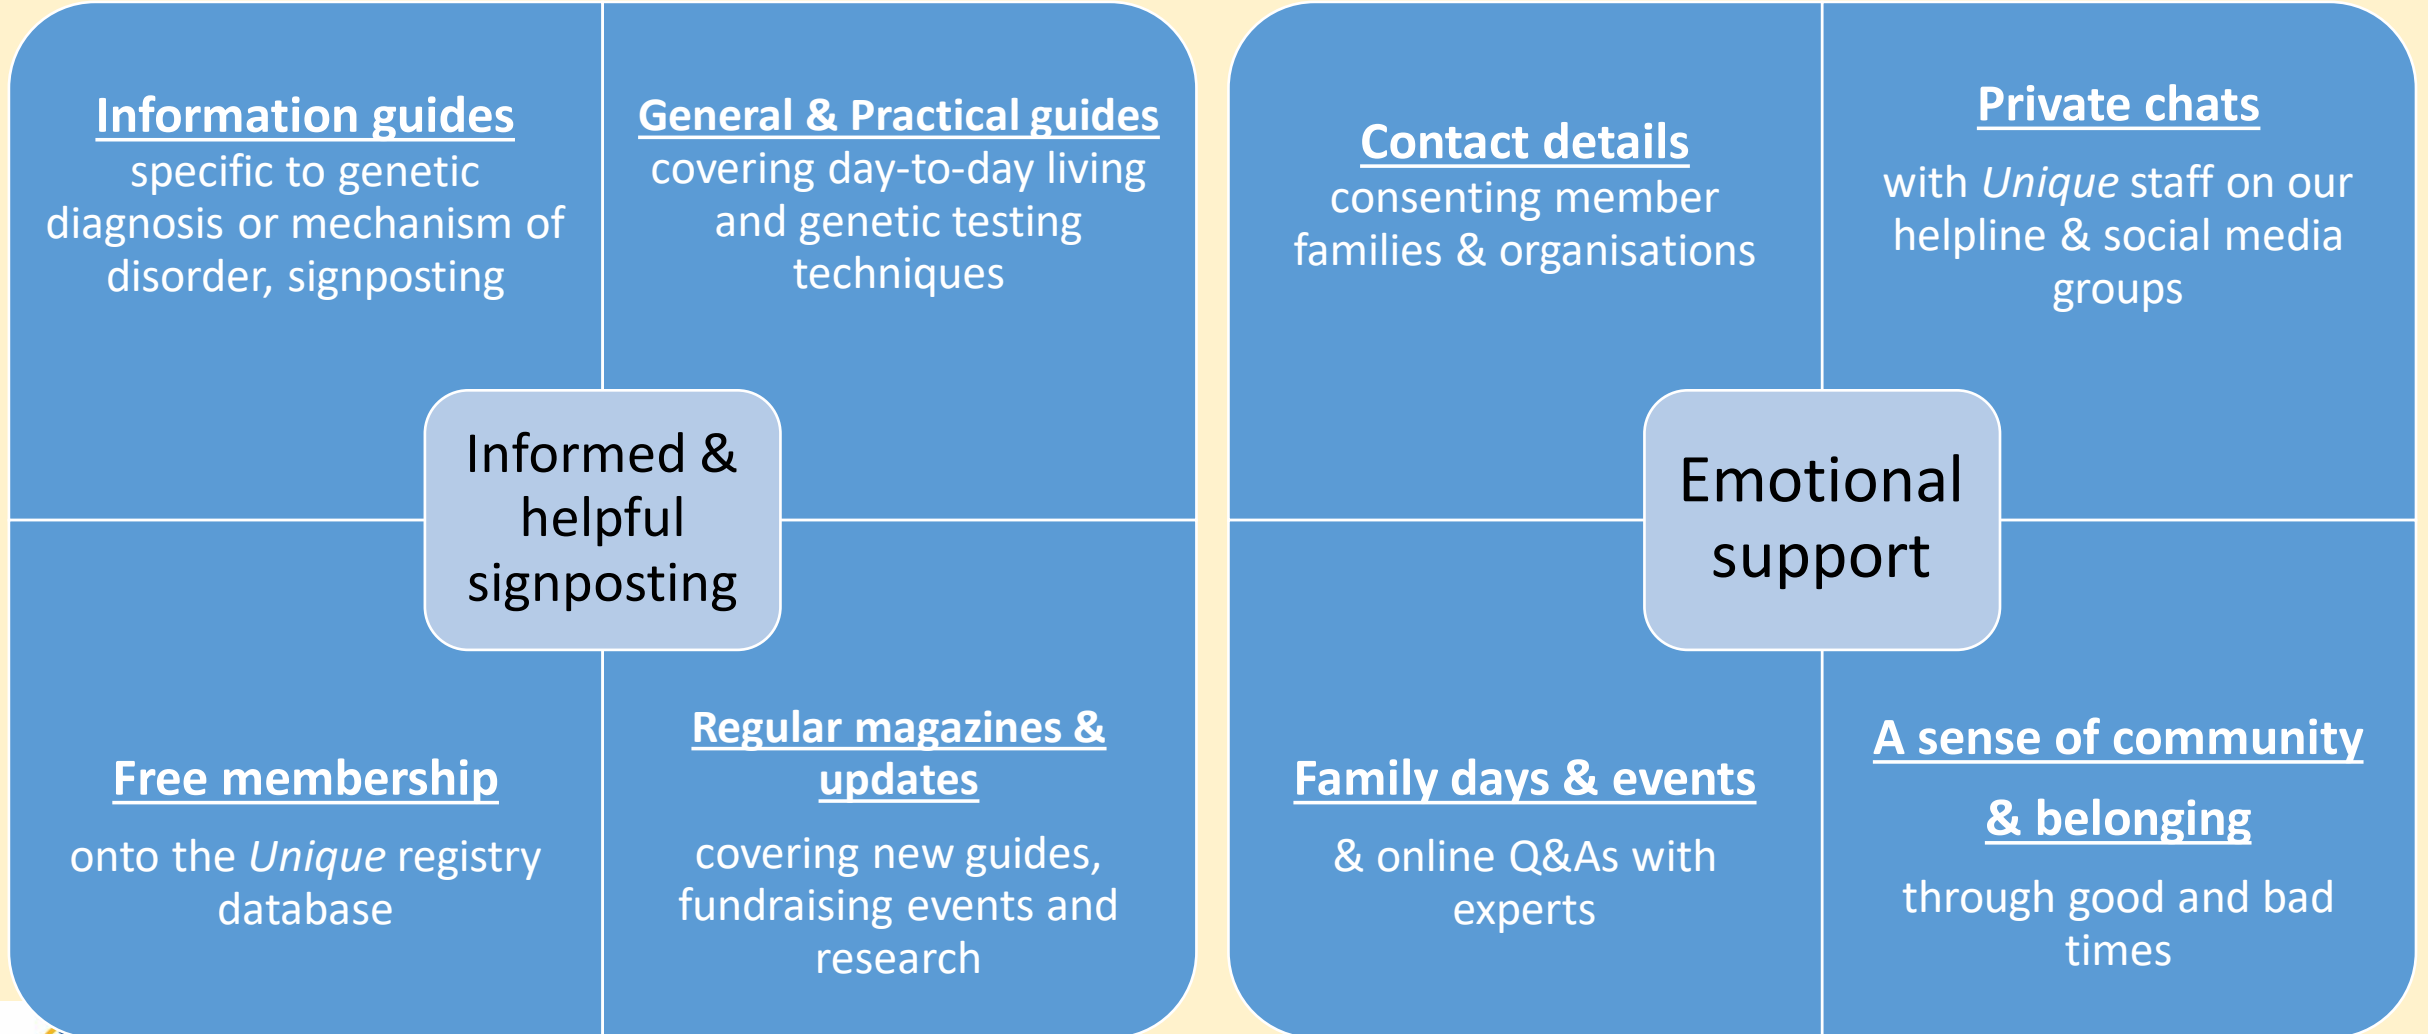 Information guides
specific to genetic
diagnosis or mechanism of
disorder, signposting
General & Practical guides
covering day-to-day living
and genetic testing
techniques
Informed &
helpful
signposting
Free membership
onto the Unique registry
database
Regular magazines &
updates
covering new guides,
fundraising events and
research
Contact details
consenting member
families & organisations
Private chats
with Unique staff on our
helpline & social media
groups
Emotional
support
Family days & events
& online Q&As with
experts
A sense of community
& belonging
through good and bad
times